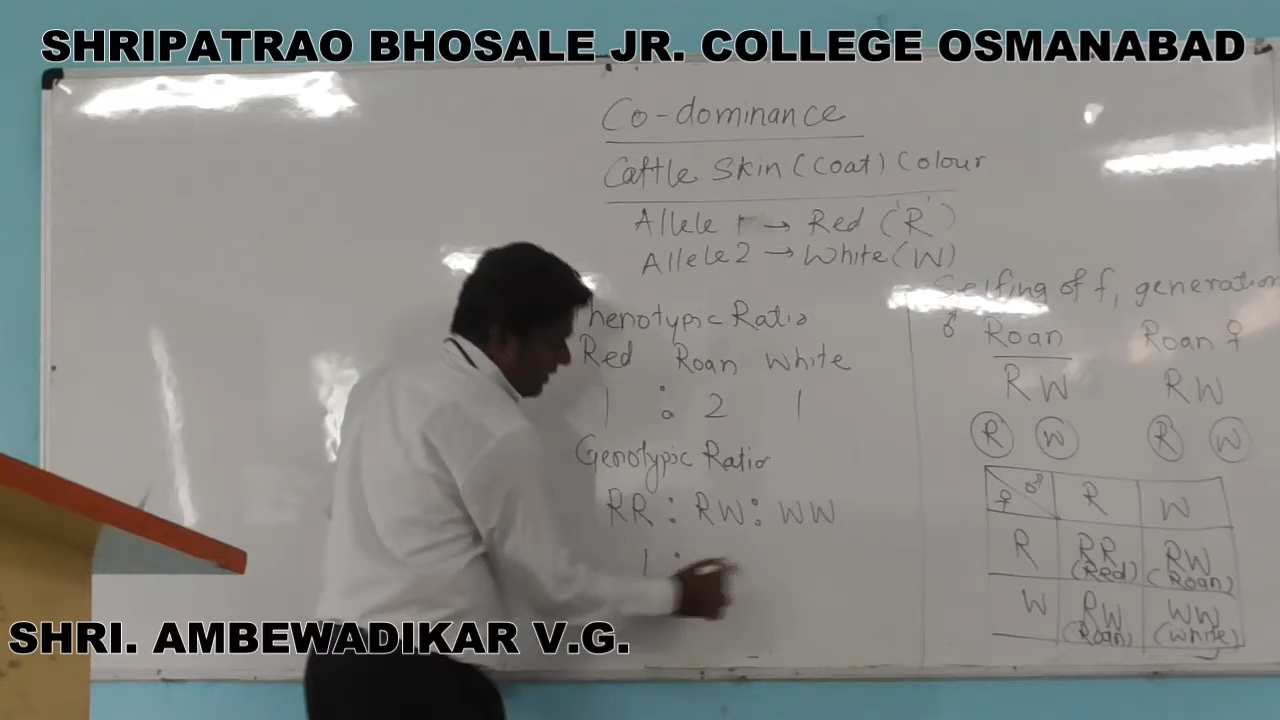 SHRIPATRAO BHOSALE JR. COLLEGE OSMANABAD
Co-dominance
Cattle Skin (Coat) Colour
Allele 1 → Red ('R')
Allele 2 → White (W)
Phenotypic Ratio
Red Roan White
1 : 2 1
Genotypic Ratio
RR : RW : WW
1 :
Selfing of f1 generation
♂ Roan Roan ♀
RW RW
R W R W
♀ ♂ R W
R RR (Red) RW (Roan)
W RW (Roan) WW (White)
SHRI. AMBEWADIKAR V.G.